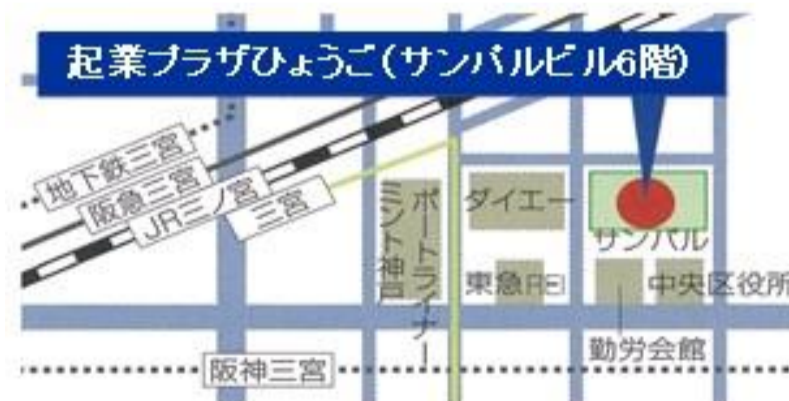 起業プラザひょうご(サンパルビル6階)
地下鉄三宮
阪急三宮
JR三ノ宮
三宮
ミント神戸
ポートライナー
ダイエー
サンパル
東急REI
中央区役所
勤労会館
阪神三宮